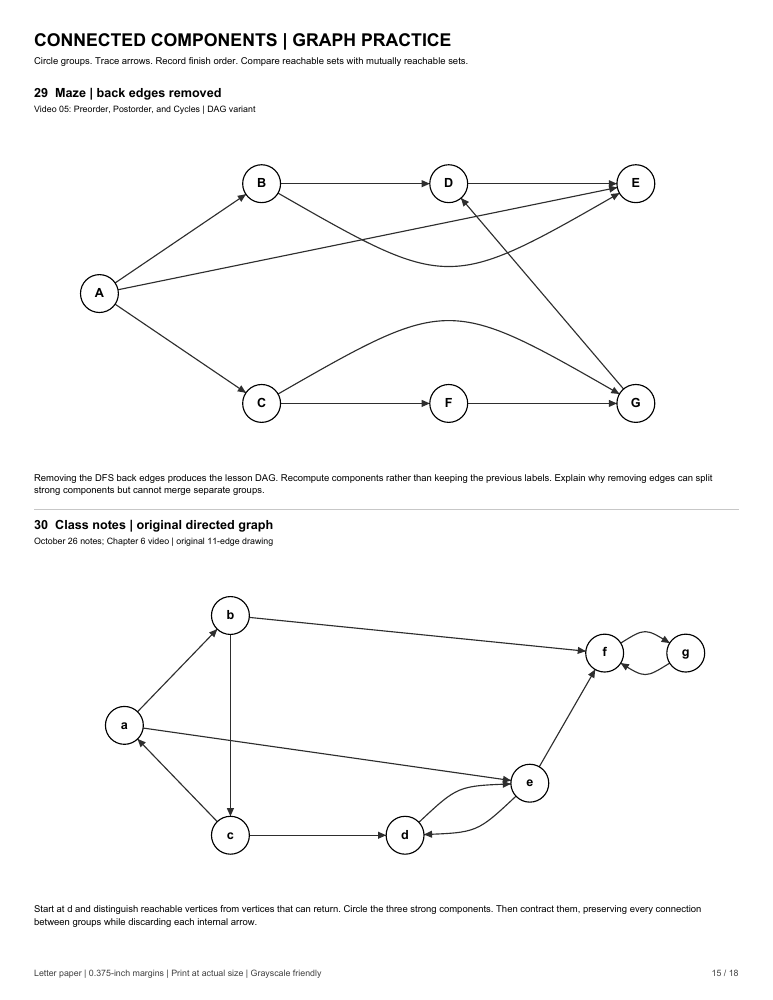 CONNECTED COMPONENTS | GRAPH PRACTICE
Circle groups. Trace arrows. Record finish order. Compare reachable sets with mutually reachable sets.
29 Maze | back edges removed
Video 05: Preorder, Postorder, and Cycles | DAG variant
B
D
E
A
C
F
G
Removing the DFS back edges produces the lesson DAG. Recompute components rather than keeping the previous labels. Explain why removing edges can split
strong components but cannot merge separate groups.
30 Class notes | original directed graph
October 26 notes; Chapter 6 video | original 11-edge drawing
b
f
g
a
e
c
d
Start at d and distinguish reachable vertices from vertices that can return. Circle the three strong components. Then contract them, preserving every connection
between groups while discarding each internal arrow.
Letter paper | 0.375-inch margins | Print at actual size | Grayscale friendly
15 / 18